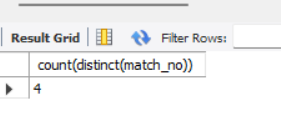 Result Grid Filter Rows:
count(distinct(match_no))
4